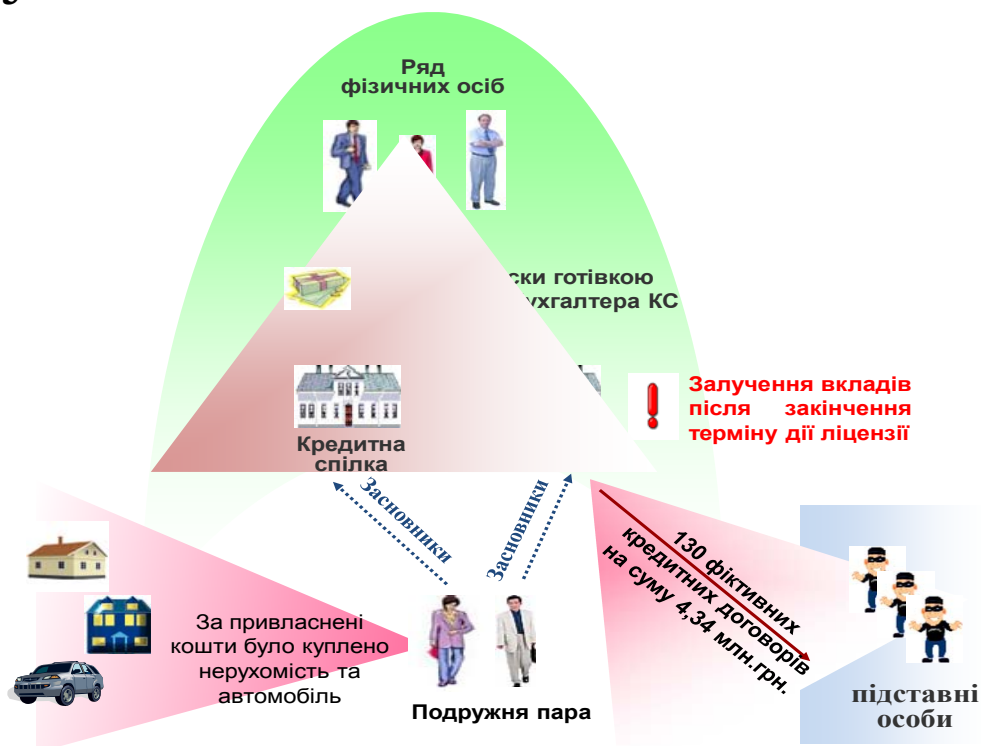 Ряд
фізичних осіб
ски готівкою
ухгалтера КС
Залучення вкладів
після закінчення
терміну дії ліцензії
Кредитна
спілка
Засновники
Засновники
130 фіктивних
кредитних договорів
на суму 4,34 млн.грн.
За привласнені
кошти було куплено
нерухомість та
автомобіль
Подружня пара
підставні
особи